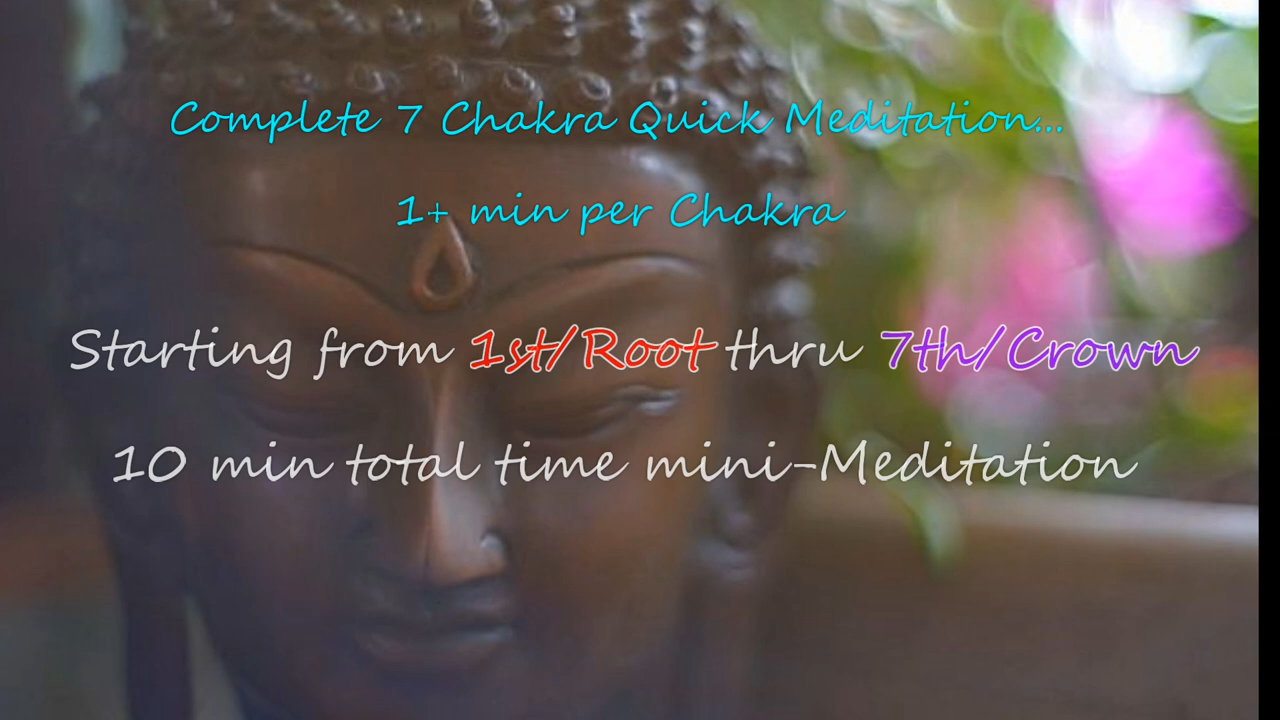 Complete 7 Chakra Quick Meditation...
1+ min per Chakra
Starting from 1st/Root thru 7th/Crown
10 min total time mini-Meditation